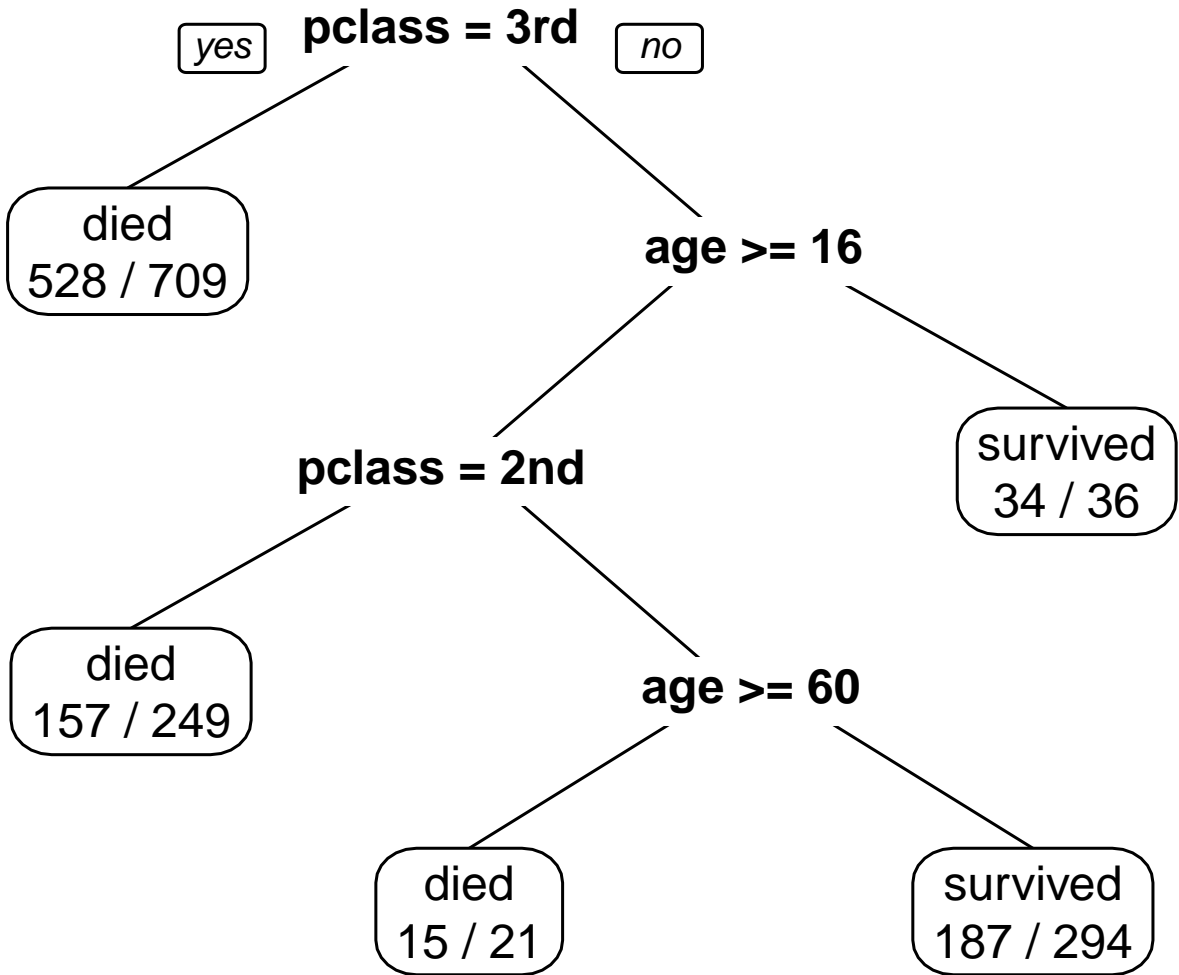 yes
pclass = 3rd
no
died
528 / 709
age >= 16
pclass = 2nd
survived
34 / 36
died
157 / 249
age >= 60
died
15 / 21
survived
187 / 294